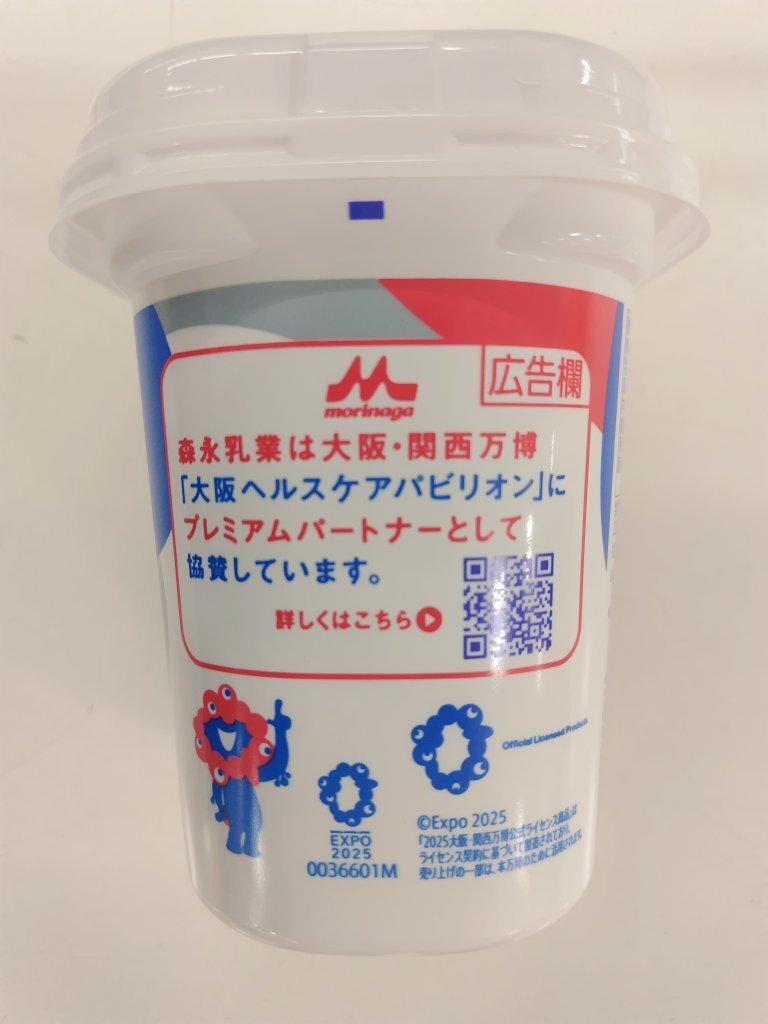 広告欄
morinaga
森永乳業は大阪・関西万博
「大阪ヘルスケアパビリオン」に
プレミアムパートナーとして
協賛しています。
詳しくはこちら
Official Licensed Products
EXPO
2025
0036601M
©Expo 2025
「2025大阪・関西万博公式ライセンス商品」は
ライセンス契約に基づいて製造されており、
売り上げの一部は、本万博のために活用されます。